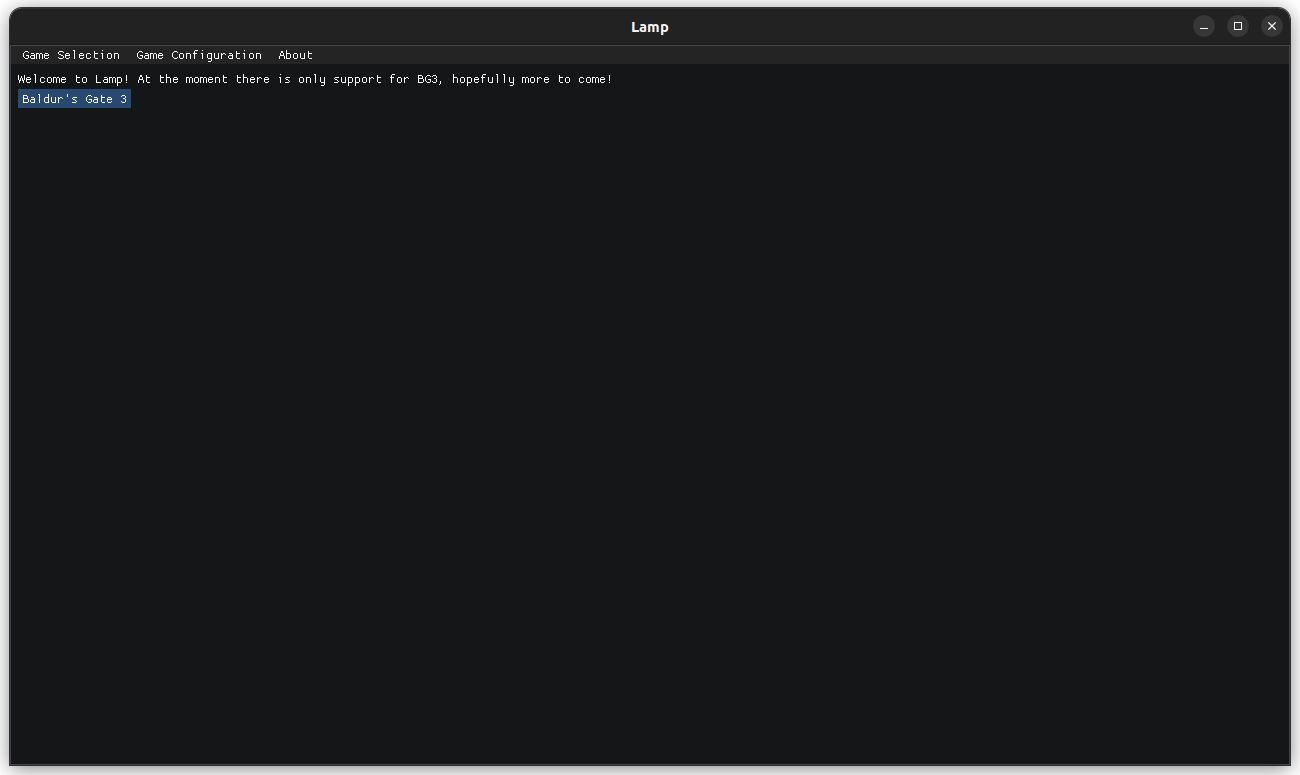 Lamp
Game Selection Game Configuration About
Welcome to Lamp! At the moment there is only support for BG3, hopefully more to come!
Baldur's Gate 3